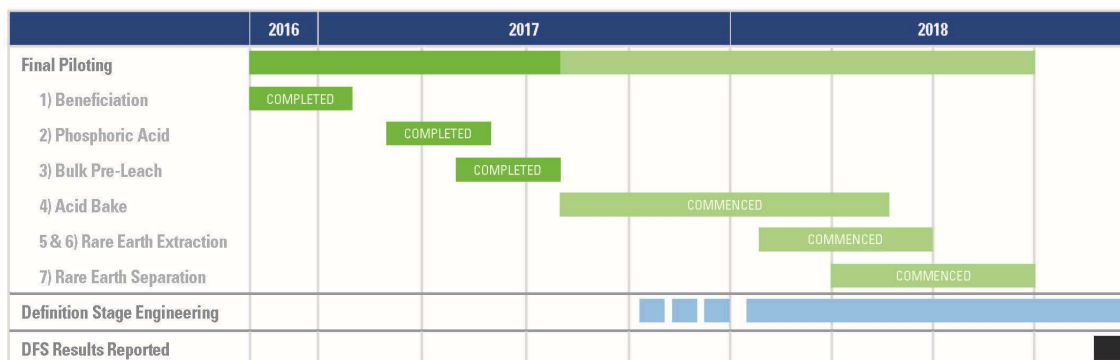 2016 2017 2018
Final Piloting
1) Beneficiation COMPLETED
2) Phosphoric Acid COMPLETED
3) Bulk Pre-Leach COMPLETED
4) Acid Bake COMMENCED
5 & 6) Rare Earth Extraction COMMENCED
7) Rare Earth Separation COMMENCED
Definition Stage Engineering
DFS Results Reported